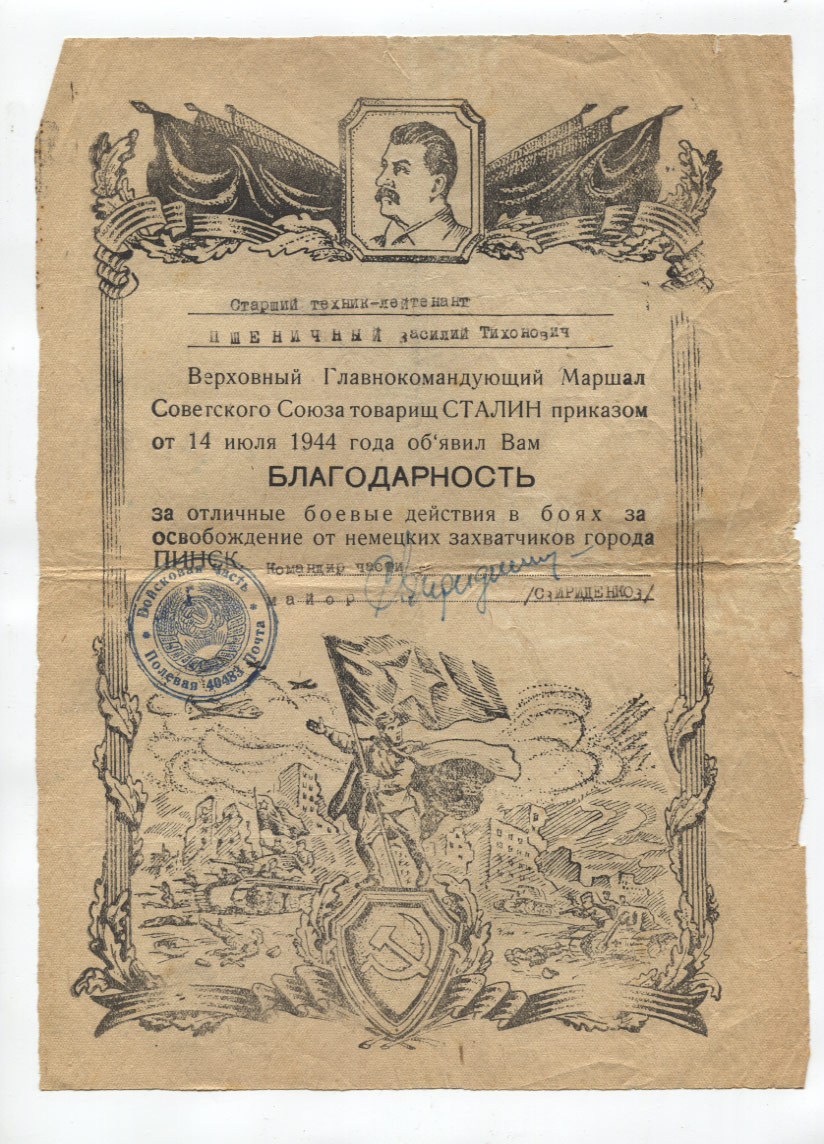 Старший техник-лейтенант
ПШЕНИЧНЫЙ Василий Тихонович
Верховный Главнокомандующий Маршал
Советского Союза товарищ СТАЛИН приказом
от 14 июля 1944 года об‘явил Вам
БЛАГОДАРНОСТЬ
за отличные боевые действия в боях за
освобождение от немецких захватчиков города
ПИНСК.
Командир части
майор /СВИРИДЕНКОВ/
Войсковая часть
Полевая 40483 Почта